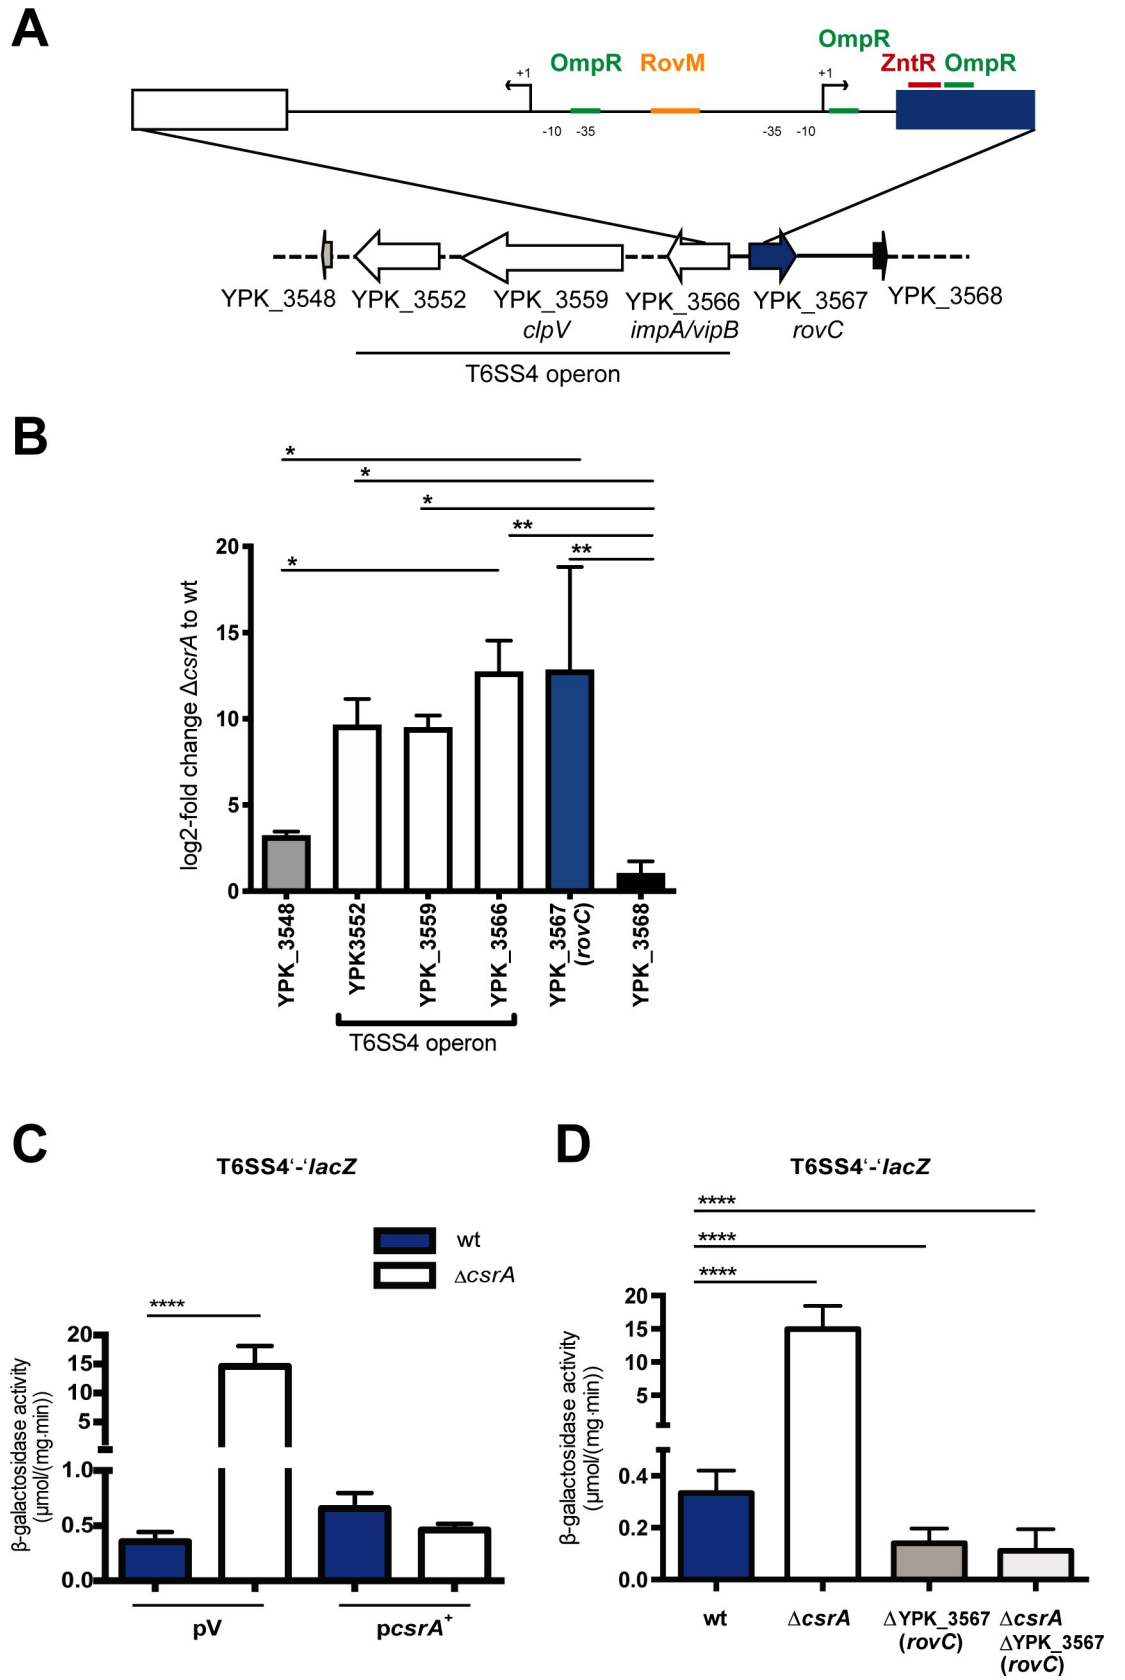 A
OmpR
OmpR RovM ZntR OmpR
+1 +1
-10 -35 -35 -10
YPK_3548 YPK_3552 YPK_3559 YPK_3566 YPK_3567 YPK_3568
clpV impA/vipB rovC
T6SS4 operon
B
*
*
*
**
**
*
log2-fold change ΔcsrA to wt
20
15
10
5
0
YPK_3548
YPK3552
YPK_3559
YPK_3566
YPK_3567
(rovC)
YPK_3568
T6SS4 operon
C
T6SS4‘-‘lacZ
wt
ΔcsrA
****
β-galactosidase activity
(μmol/(mg·min))
20
15
10
5
1.0
0.5
0.0
pV pcsrA+
D
T6SS4‘-‘lacZ
****
****
****
β-galactosidase activity
(μmol/(mg·min))
20
15
10
5
0.4
0.2
0.0
wt ΔcsrA ΔYPK_3567 ΔcsrA
(rovC) ΔYPK_3567
(rovC)